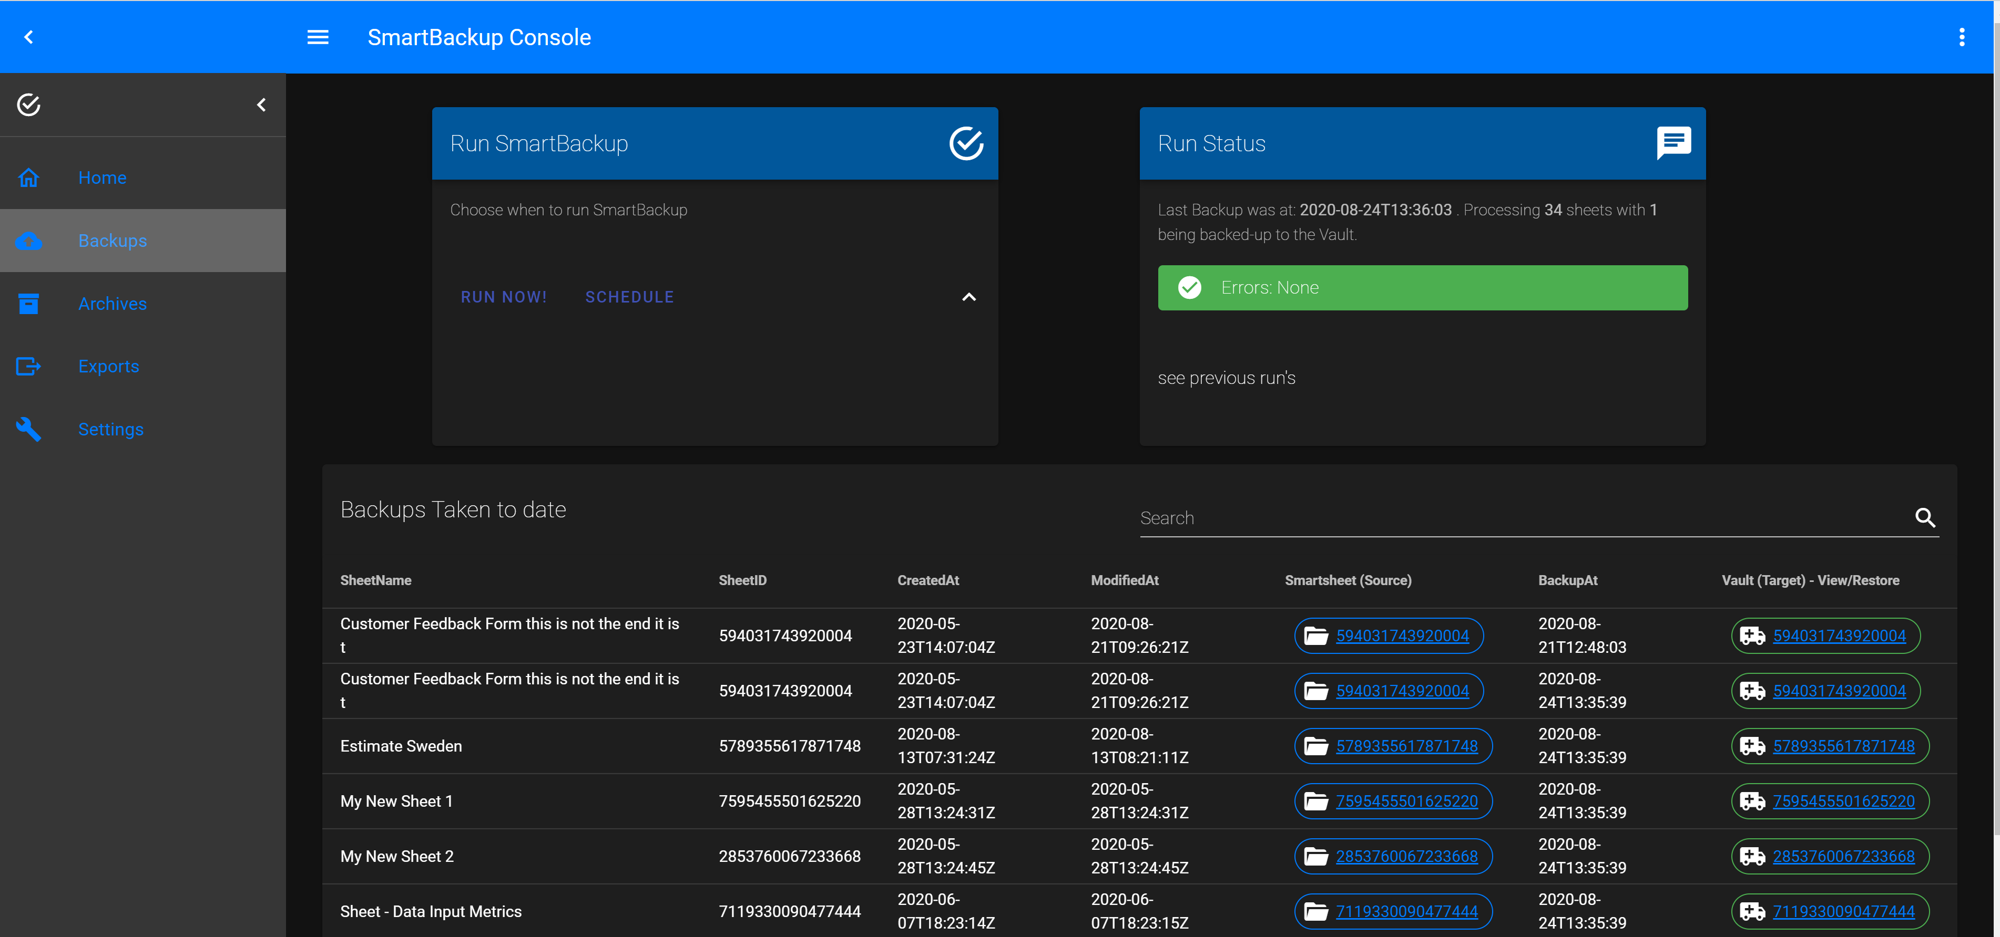 SmartBackup Console
Home
Backups
Archives
Exports
Settings
Run SmartBackup
Choose when to run SmartBackup
RUN NOW! SCHEDULE
Run Status
Last Backup was at: 2020-08-24T13:36:03 . Processing 34 sheets with 1
being backed-up to the Vault.
Errors: None
see previous run's
Backups Taken to date
Search
SheetName SheetID CreatedAt ModifiedAt Smartsheet (Source) BackupAt Vault (Target) - View/Restore
Customer Feedback Form this is not the end it is 2020-05- 2020-08- 2020-08-
594031743920004 594031743920004 594031743920004
t 23T14:07:04Z 21T09:26:21Z 21T12:48:03
Customer Feedback Form this is not the end it is 2020-05- 2020-08- 2020-08-
594031743920004 594031743920004 594031743920004
t 23T14:07:04Z 21T09:26:21Z 24T13:35:39
2020-08- 2020-08- 2020-08-
Estimate Sweden 5789355617871748 5789355617871748 5789355617871748
13T07:31:24Z 13T08:21:11Z 24T13:35:39
2020-05- 2020-05- 2020-08-
My New Sheet 1 7595455501625220 7595455501625220 7595455501625220
28T13:24:31Z 28T13:24:31Z 24T13:35:39
2020-05- 2020-05- 2020-08-
My New Sheet 2 2853760067233668 2853760067233668 2853760067233668
28T13:24:45Z 28T13:24:45Z 24T13:35:39
2020-06- 2020-06- 2020-08-
Sheet - Data Input Metrics 7119330090477444 7119330090477444 7119330090477444
07T18:23:14Z 07T18:23:15Z 24T13:35:39